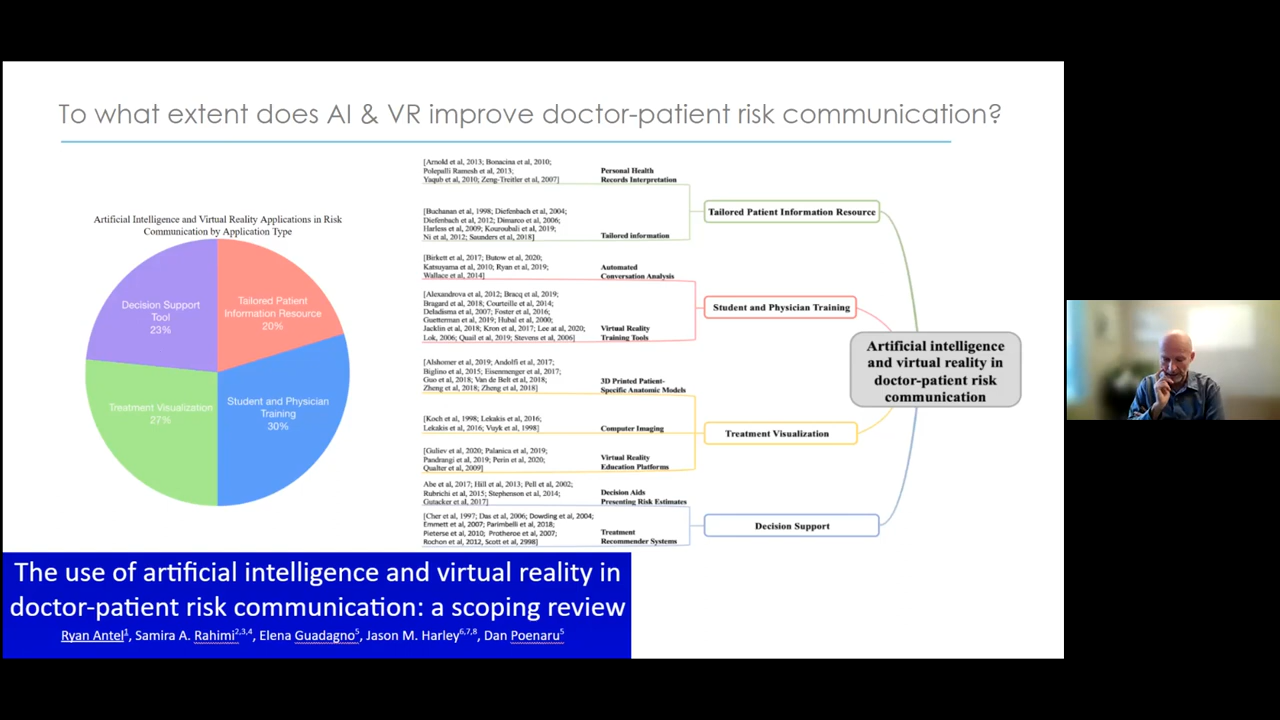 To what extent does AI & VR improve doctor-patient risk communication?
Artificial Intelligence and Virtual Reality Applications in Risk
Communication by Application Type
Decision Support
Tool
23%
Tailored Patient
Information Resource
20%
Treatment Visualization
27%
Student and Physician
Training
30%
[Arnold et al, 2013; Bonacina et al, 2010;
Polepalli Ramesh et al, 2013;
Yaqub et al, 2010; Zeng-Treitler et al, 2007]
Personal Health
Records Interpretation
[Buchanan et al, 1998; Diefenbach et al, 2004;
Diefenbach et al, 2012; Dimarco et al, 2006;
Harless et al, 2009; Kouroubali et al, 2019;
Ni et al, 2012; Saunders et al, 2018]
Tailored information
Tailored Patient Information Resource
[Birkett et al, 2017; Butow et al, 2020;
Katsuyama et al, 2010; Ryan et al, 2019;
Wallace et al, 2014]
Automated
Conversation Analysis
[Alexandrova et al, 2012; Bracq et al, 2019;
Bragard et al, 2018; Courteille et al, 2014;
Deladisma et al, 2007; Foster et al, 2016;
Guetterman et al, 2019; Hubal et al, 2000;
Jacklin et al, 2018; Kron et al, 2017; Lee at al, 2020;
Lok, 2006; Quail et al, 2019; Stevens et al, 2006]
Virtual Reality
Training Tools
Student and Physician Training
[Alshomer et al, 2019; Andolfi et al, 2017;
Biglino et al, 2015; Eisenmenger et al, 2017;
Guo et al, 2018; Van de Belt et al, 2018;
Zheng et al, 2018; Zheng et al, 2018]
3D Printed Patient-
Specific Anatomic Models
[Koch et al, 1998; Lekakis et al, 2016;
Lekakis et al, 2016; Vuyk et al, 1998]
Computer Imaging
[Guliev et al, 2020; Palanica et al, 2019;
Pandrangi et al, 2019; Perin et al, 2020;
Qualter et al, 2009]
Virtual Reality
Education Platforms
Treatment Visualization
Abe et al, 2017; Hill et al, 2013; Pell et al, 2002;
Rubrichi et al, 2015; Stephenson et al, 2014;
Gutacker et al, 2017]
Decision Aids
Presenting Risk Estimates
[Cher et al, 1997; Das et al, 2006; Dowding et al, 2004;
Emmett et al, 2007; Parimbelli et al, 2018;
Pieterse et al, 2010; Protheroe et al, 2007;
Rochon et al, 2012, Scott et al, 2998]
Treatment
Recommender Systems
Decision Support
Artificial intelligence
and virtual reality in
doctor-patient risk
communication
The use of artificial intelligence and virtual reality in
doctor-patient risk communication: a scoping review
Ryan Antel1, Samira A. Rahimi2,3,4, Elena Guadagno5, Jason M. Harley6,7,8, Dan Poenaru5